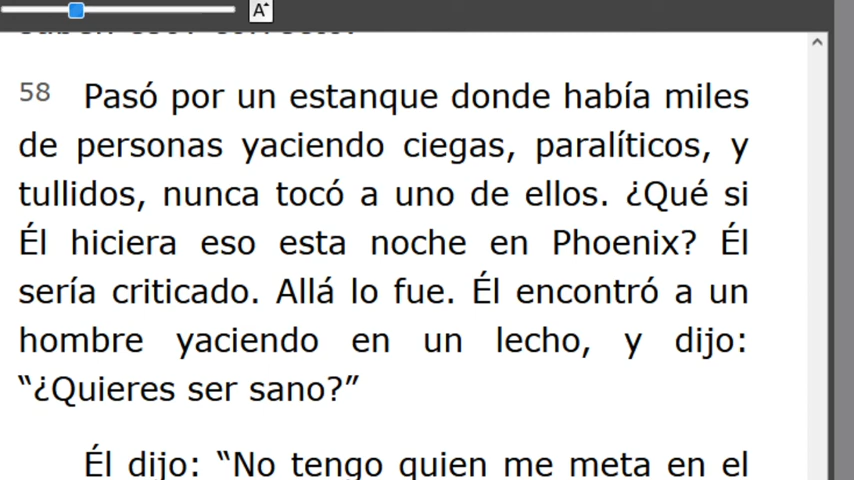 A
58 Pasó por un estanque donde había miles
de personas yaciendo ciegas, paralíticos, y
tullidos, nunca tocó a uno de ellos. ¿Qué si
Él hiciera eso esta noche en Phoenix? Él
sería criticado. Allá lo fue. Él encontró a un
hombre yaciendo en un lecho, y dijo:
“¿Quieres ser sano?”
Él dijo: “No tengo quien me meta en el